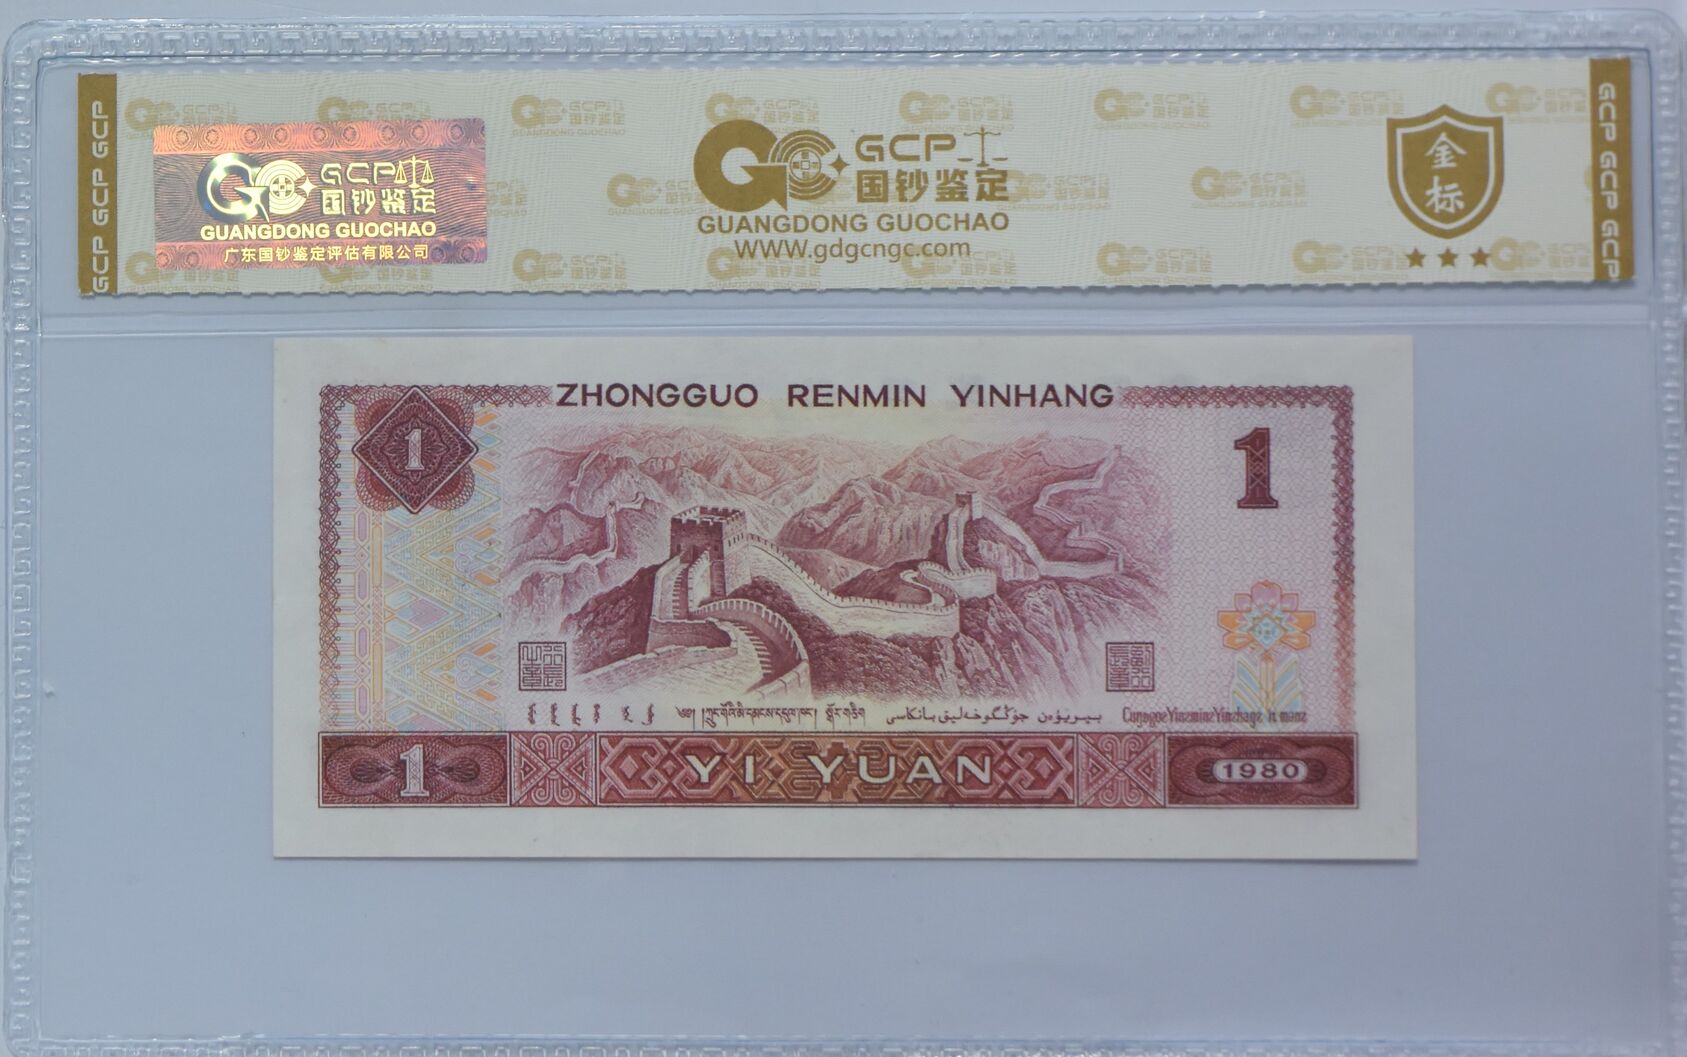 GCP GCP GCP
GCP
国钞鉴定
GUANGDONG GUOCHAO
广东国钞鉴定评估有限公司
GCP
国钞鉴定
GUANGDONG GUOCHAO
WWW.gdgcngc.com
金标
GCP GCP GCP GCP
ZHONGGUO RENMIN YINHANG
1
1
1
YI YUAN
1980